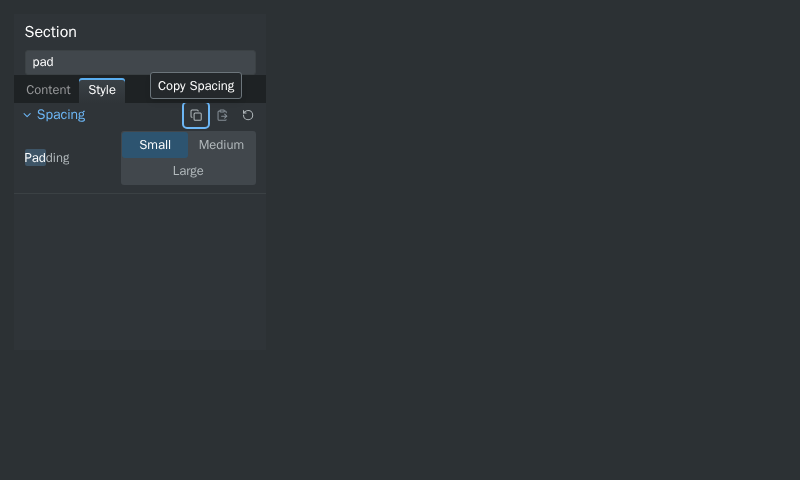 Section
pad
Copy Spacing
Content Style
Spacing
Padding
Small Medium
Large